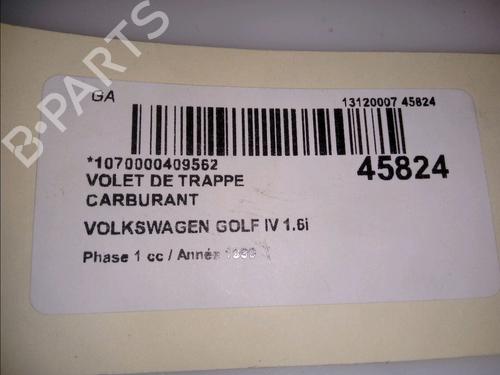 B-PARTS
GA
13120007 45824
*1070000409562
45824
VOLET DE TRAPPE
CARBURANT
VOLKSWAGEN GOLF IV 1.6i
Phase 1 cc / Année